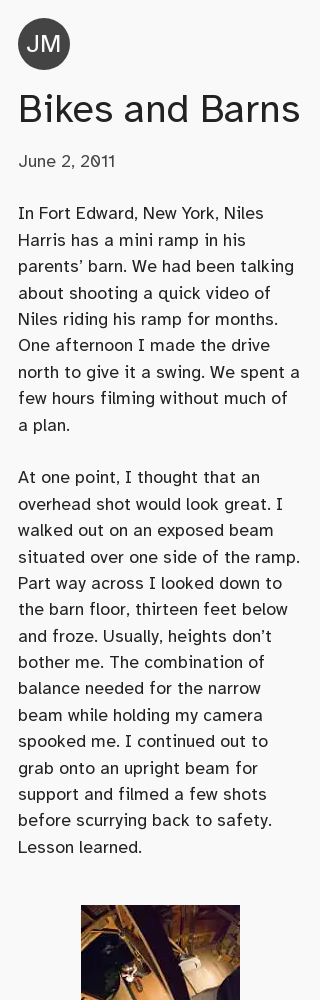 JM
Bikes and Barns
June 2, 2011
In Fort Edward, New York, Niles
Harris has a mini ramp in his
parents’ barn. We had been talking
about shooting a quick video of
Niles riding his ramp for months.
One afternoon I made the drive
north to give it a swing. We spent a
few hours filming without much of
a plan.
At one point, I thought that an
overhead shot would look great. I
walked out on an exposed beam
situated over one side of the ramp.
Part way across I looked down to
the barn floor, thirteen feet below
and froze. Usually, heights don’t
bother me. The combination of
balance needed for the narrow
beam while holding my camera
spooked me. I continued out to
grab onto an upright beam for
support and filmed a few shots
before scurrying back to safety.
Lesson learned.